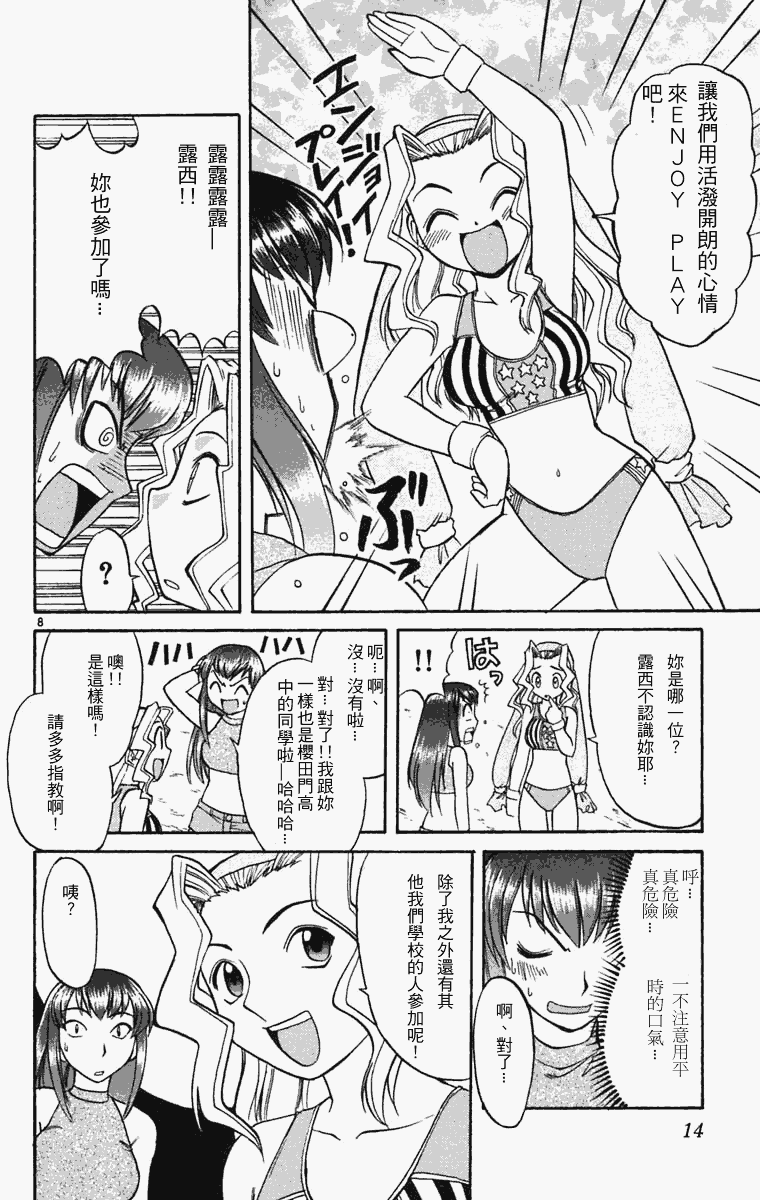 讓我們用活潑開朗的心情
來ENJOY PLAY
吧!
エンジョイ
プレイ!
ぶっ
露露露露—
露西!!
妳也參加了嗎…
?
8
妳是哪一位?
露西不認識妳耶…
はっ
!!
呃…啊、
沒…沒有啦…
對…對了!!我跟妳
一樣也是櫻田門高
中的同學啦—哈哈哈…
噢!!
是這樣嗎!
請多多指教啊!
呼…
真危險
真危險…
一不注意用平
時的口氣…
啊、對了…
除了我之外還有其
他我們學校的人參加呢!
咦?
14